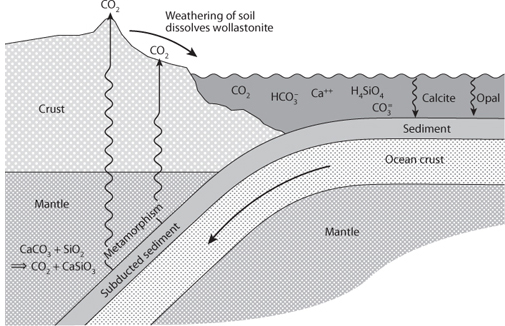 CO₂
Weathering of soil
dissolves wollastonite
CO₂
CO₂
HCO₃⁻
Ca⁺⁺
H₄SiO₄
CO₃⁼
Calcite
Opal
Crust
Sediment
Ocean crust
Mantle
Metamorphism
Subducted sediment
Mantle
CaCO₃ + SiO₂
⇒ CO₂ + CaSiO₃